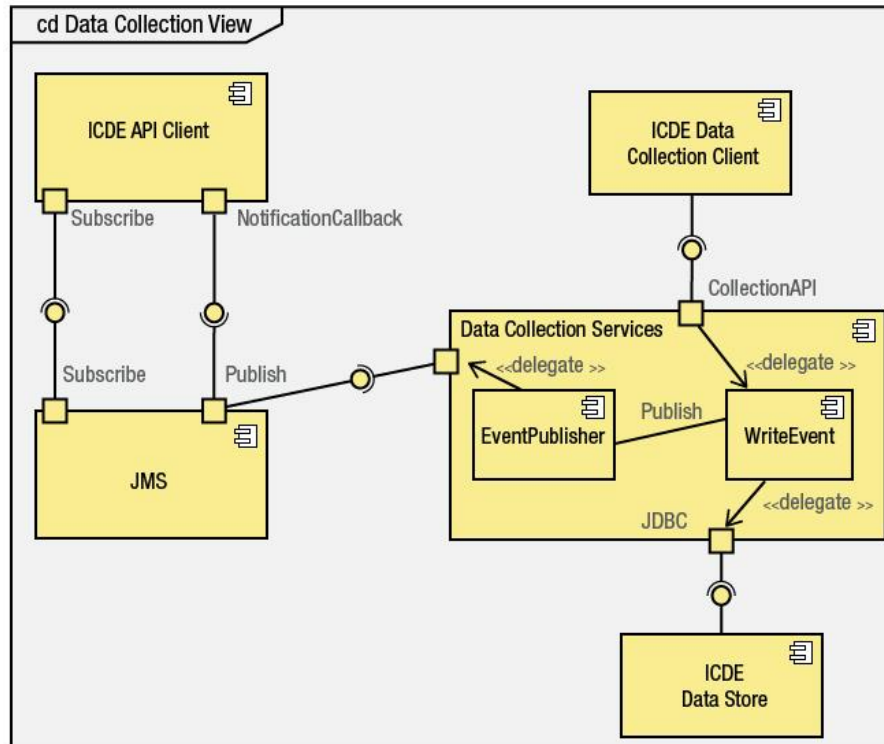 cd Data Collection View
ICDE API Client
ICDE Data
Collection Client
Subscribe
NotificationCallback
CollectionAPI
Data Collection Services
<<delegate >>
<<delegate >>
Subscribe
Publish
Publish
EventPublisher
WriteEvent
JMS
<<delegate >>
JDBC
ICDE
Data Store